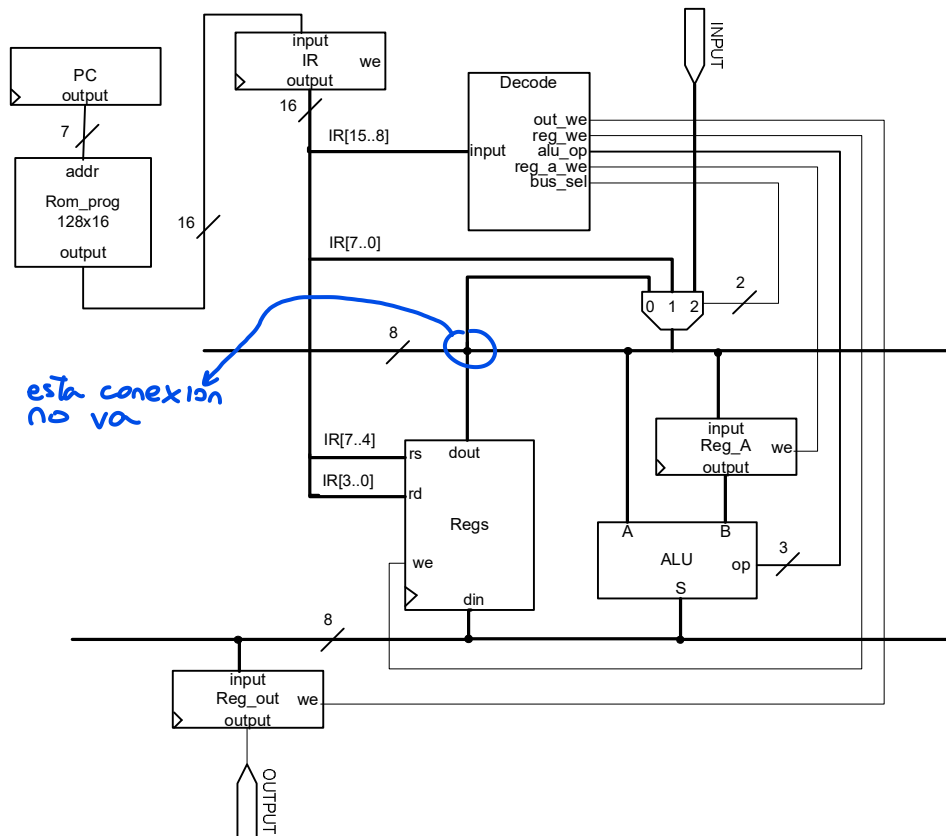 input
IR
we
output
INPUT
PC
output
16
7
Decode
out_we
reg_we
alu_op
reg_a_we
bus_sel
input
IR[15..8]
addr
Rom_prog
128x16
output
16
IR[7..0]
0 1 2
2
8
esta conexion
no va
IR[7..4]
rs
dout
IR[3..0]
rd
Regs
we
din
input
Reg_A
we
output
A
B
ALU
op
3
S
8
input
Reg_out
we
output
OUTPUT